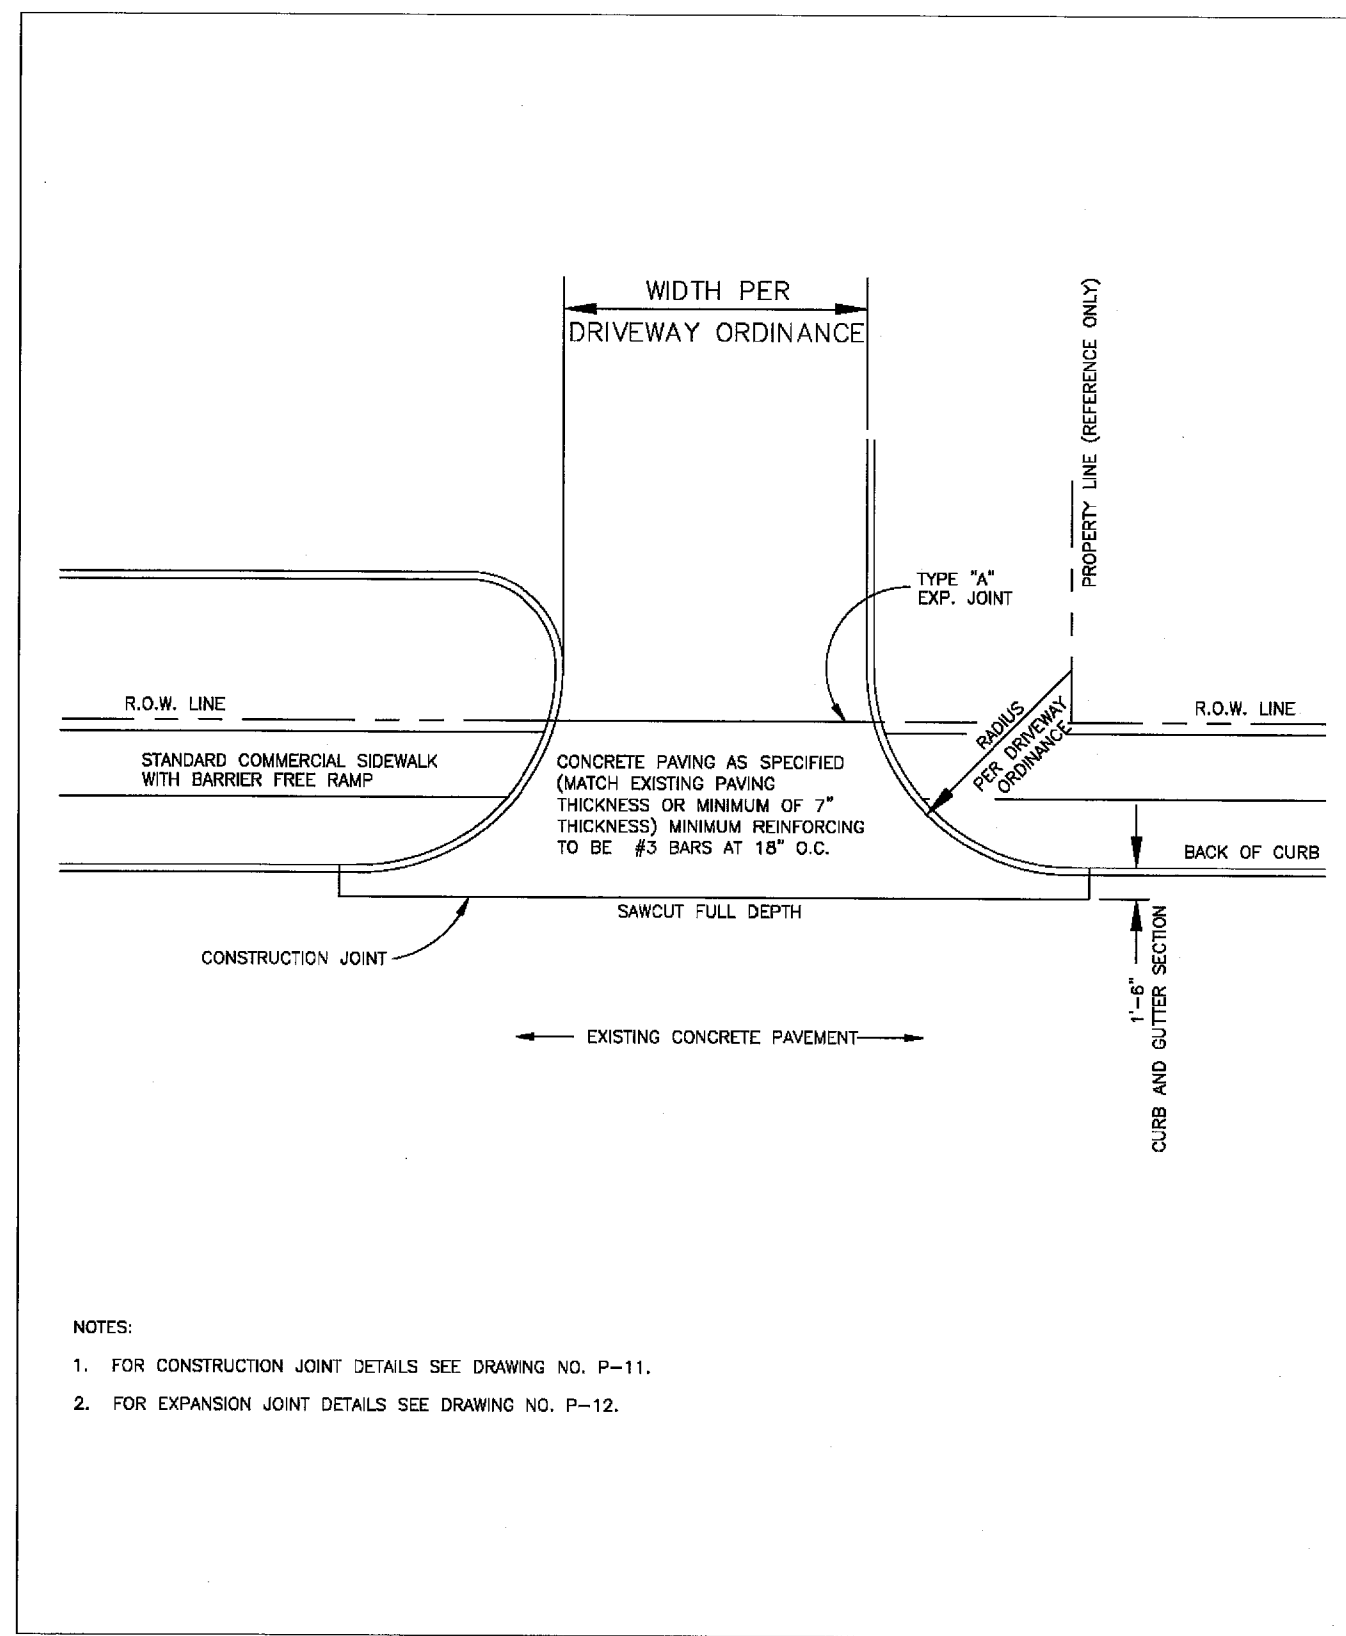 WIDTH PER
DRIVEWAY ORDINANCE
PROPERTY LINE (REFERENCE ONLY)
TYPE "A"
EXP. JOINT
R.O.W. LINE
RADIUS
PER DRIVEWAY
ORDINANCE
R.O.W. LINE
STANDARD COMMERCIAL SIDEWALK
WITH BARRIER FREE RAMP
CONCRETE PAVING AS SPECIFIED
(MATCH EXISTING PAVING
THICKNESS OR MINIMUM OF 7"
THICKNESS) MINIMUM REINFORCING
TO BE #3 BARS AT 18" O.C.
BACK OF CURB
SAWCUT FULL DEPTH
CONSTRUCTION JOINT
1'-6"
CURB AND GUTTER SECTION
EXISTING CONCRETE PAVEMENT
NOTES:
1. FOR CONSTRUCTION JOINT DETAILS SEE DRAWING NO. P-11.
2. FOR EXPANSION JOINT DETAILS SEE DRAWING NO. P-12.